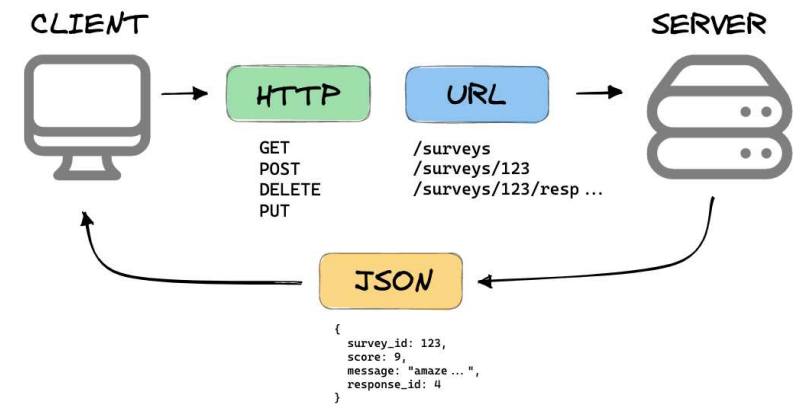 CLIENT
SERVER
HTTP
URL
GET
POST
DELETE
PUT
/surveys
/surveys/123
/surveys/123/resp...
JSON
{
survey_id: 123,
score: 9,
message: "amaze...",
response_id: 4
}